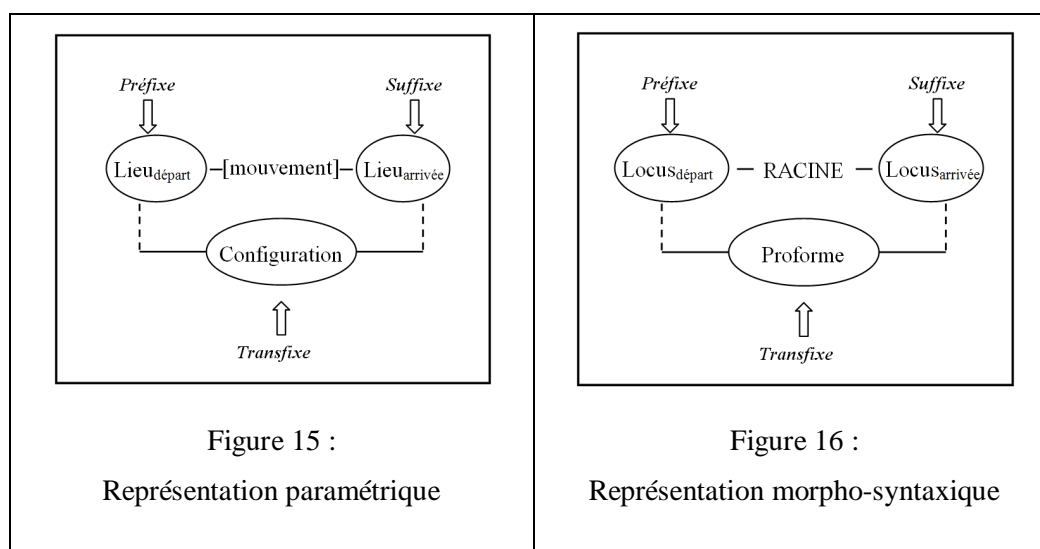 Préfixe Suffixe
Lieudépart –[mouvement]– Lieuarrivée
Configuration
Transfixe
Figure 15 :
Représentation paramétrique
Préfixe Suffixe
Locusdépart – RACINE – Locusarrivée
Proforme
Transfixe
Figure 16 :
Représentation morpho-syntaxique